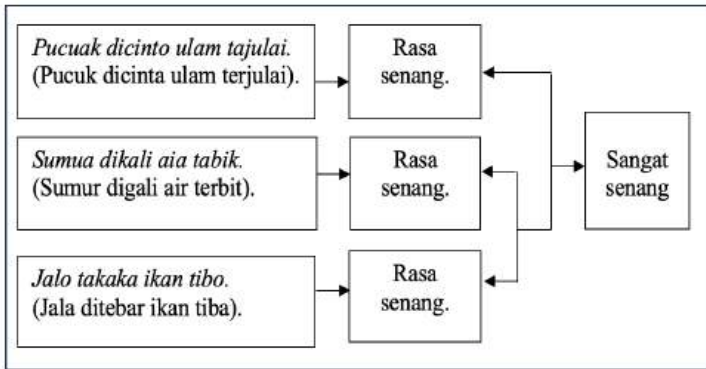 Pucuak dicinto ulam tajulai.
(Pucuk dicinta ulam terjulai).
Rasa
senang.
Sumua dikali aia tabik.
(Sumur digali air terbit).
Rasa
senang.
Sangat
senang
Jalo takaka ikan tibo.
(Jala ditebar ikan tiba).
Rasa
senang.